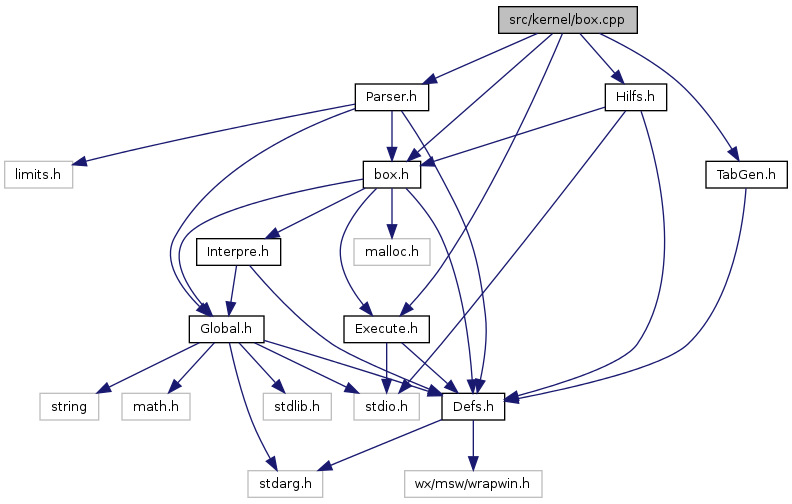 src/kernel/box.cpp
Parser.h
Hilfs.h
limits.h
box.h
TabGen.h
Interpre.h
malloc.h
Global.h
Execute.h
string
math.h
stdlib.h
stdio.h
Defs.h
stdarg.h
wx/msw/wrapwin.h